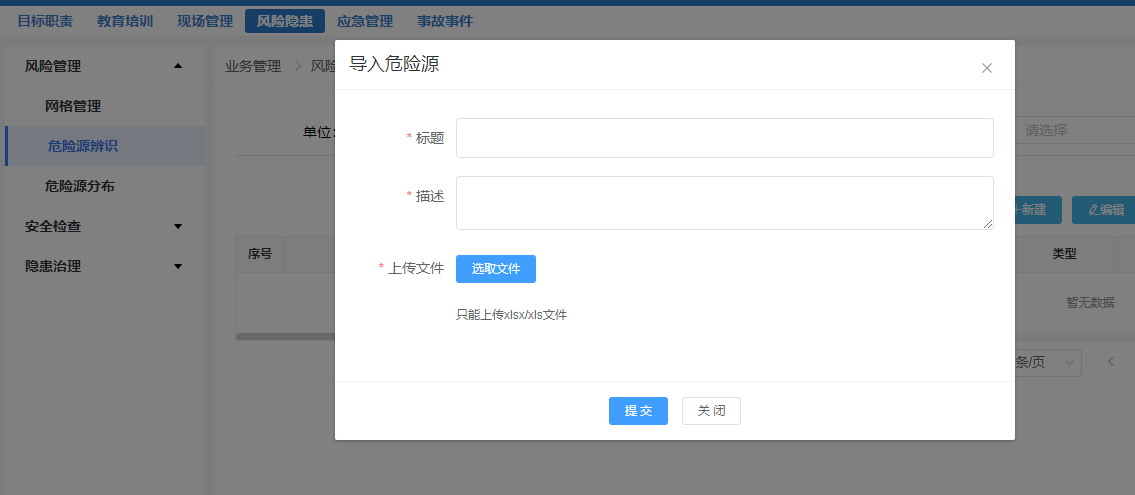 目标职责 教育培训 现场管理 风险隐患 应急管理 事故事件
风险管理
网格管理
危险源辨识
危险源分布
安全检查
隐患治理
业务管理 > 风险
单位:
请选择
新建 编辑
序号 类型
暂无数据
条/页
导入危险源
* 标题
* 描述
* 上传文件 选取文件
只能上传xlsx/xls文件
提 交 关 闭